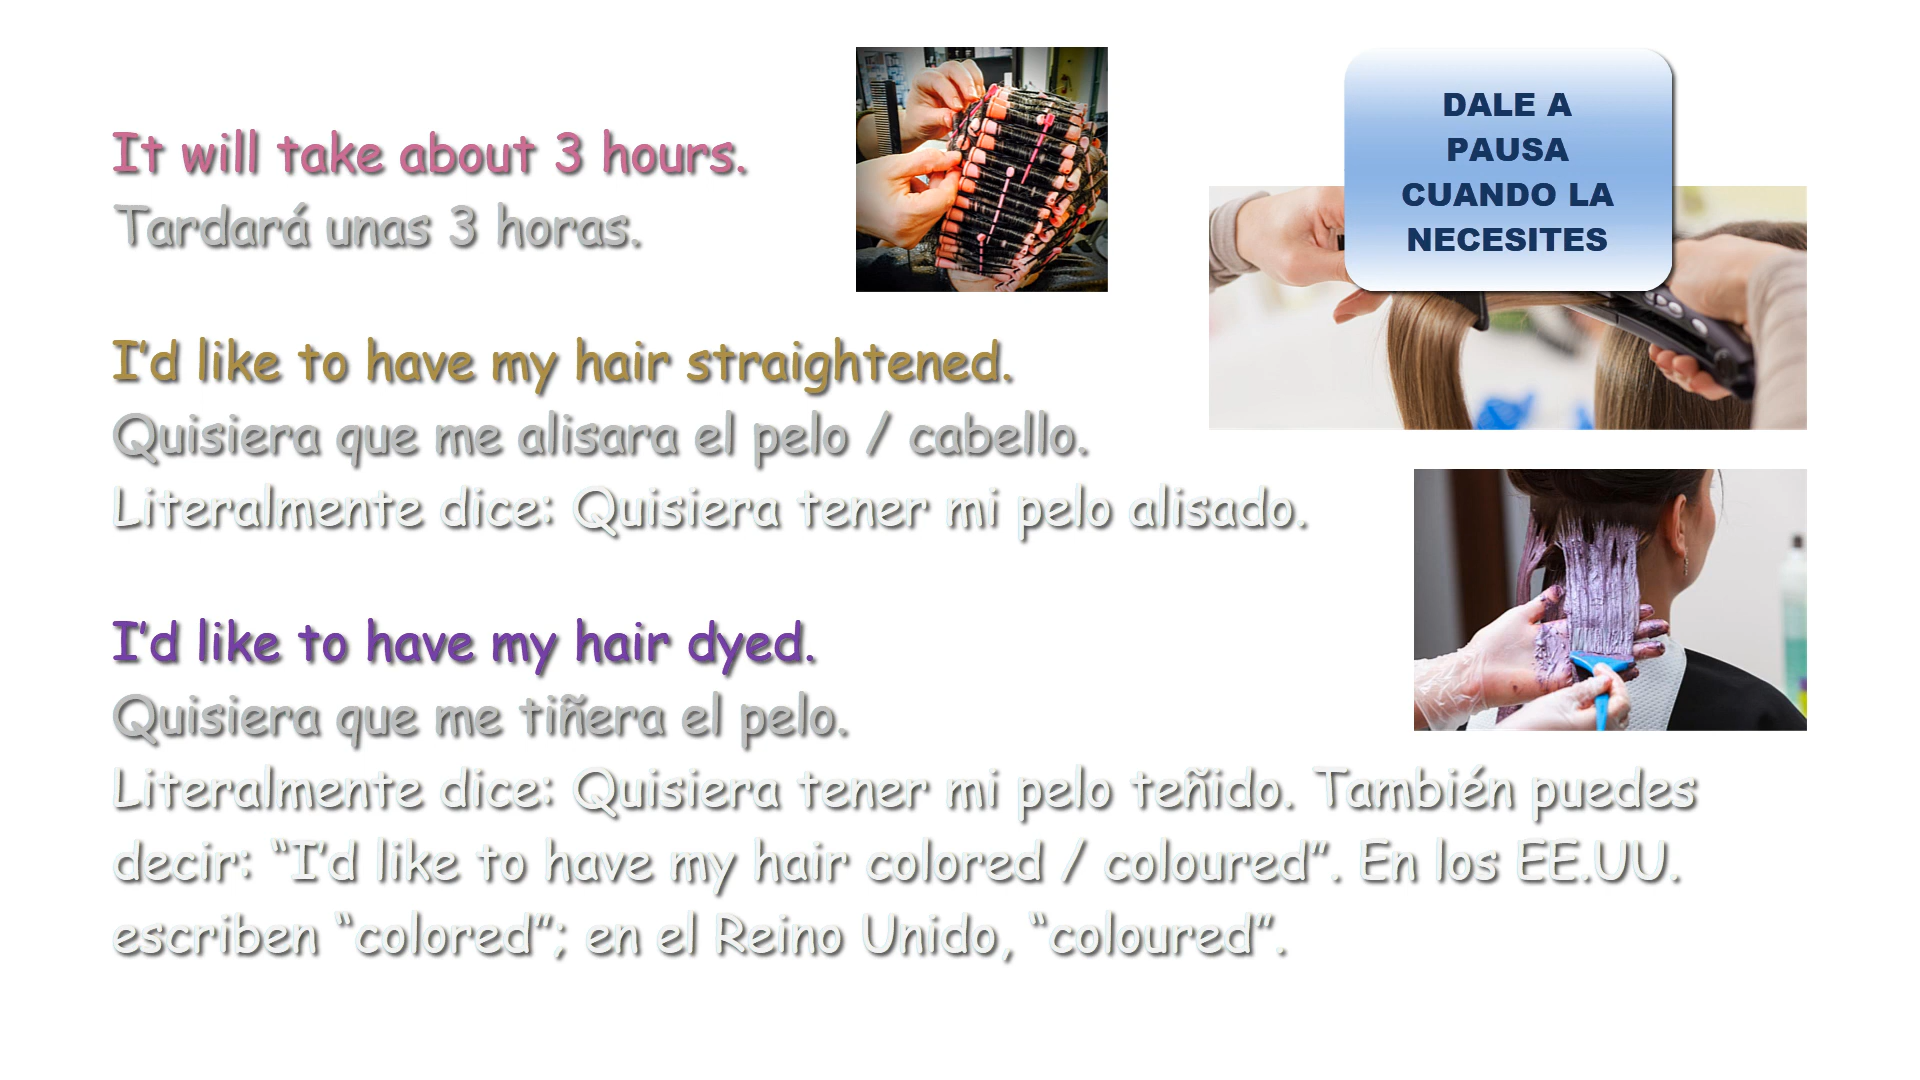 It will take about 3 hours.
Tardará unas 3 horas.
DALE A
PAUSA
CUANDO LA
NECESITES
I'd like to have my hair straightened.
Quisiera que me alisara el pelo / cabello.
Literalmente dice: Quisiera tener mi pelo alisado.
I'd like to have my hair dyed.
Quisiera que me tiñera el pelo.
Literalmente dice: Quisiera tener mi pelo teñido. También puedes
decir: “I'd like to have my hair colored / coloured”. En los EE.UU.
escriben “colored”; en el Reino Unido, “coloured”.